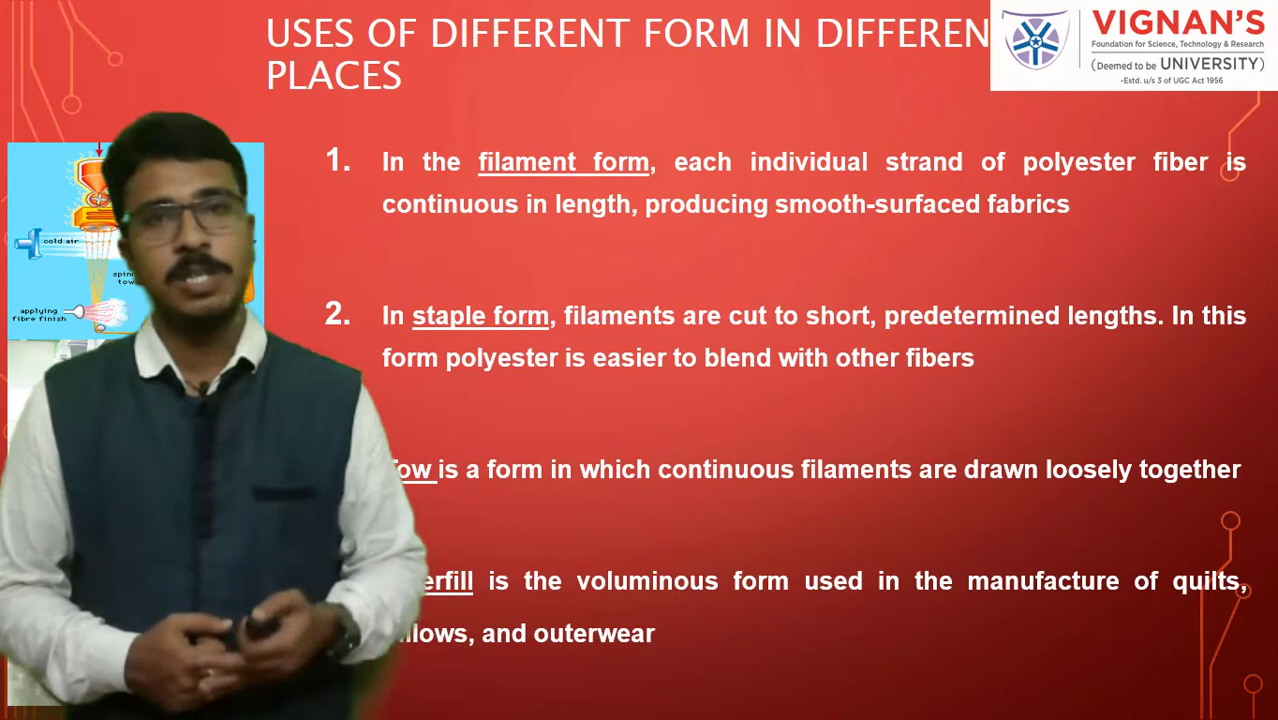 USES OF DIFFERENT FORM IN DIFFEREN
PLACES
VIGNAN'S
Foundation for Science, Technology & Research
(Deemed to be UNIVERSITY)
-Estd. u/s 3 of UGC Act 1956
1. In the filament form, each individual strand of polyester fiber is
continuous in length, producing smooth-surfaced fabrics
2. In staple form, filaments are cut to short, predetermined lengths. In this
form polyester is easier to blend with other fibers
Tow is a form in which continuous filaments are drawn loosely together
is the voluminous form used in the manufacture of quilts,
and outerwear
cold air
applying
fibre finish